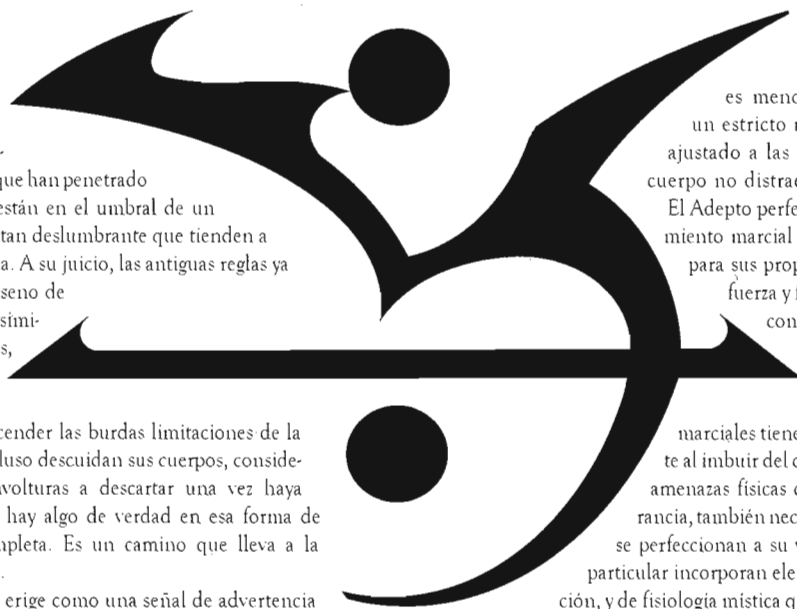 que han penetrado
están en el umbral de un
tan deslumbrante que tienden a
a. A su juicio, las antiguas reglas ya
seno de
simi-
s,
cender las burdas limitaciones de la
luso descuidan sus cuerpos, conside-
volturas a descartar una vez haya
hay algo de verdad en esa forma de
mpleta. Es un camino que lleva a la
erige como una señal de advertencia
es menc
un estricto
ajustado a las
cuerpo no distrac
El Adepto perfe
miento marcial
para sus prop
fuerza y
con
marciales tiene
te al imbuir del
amenazas físicas
rancia, también nec
se perfeccionan a su
particular incorporan ele
ción, y de fisiología mística q